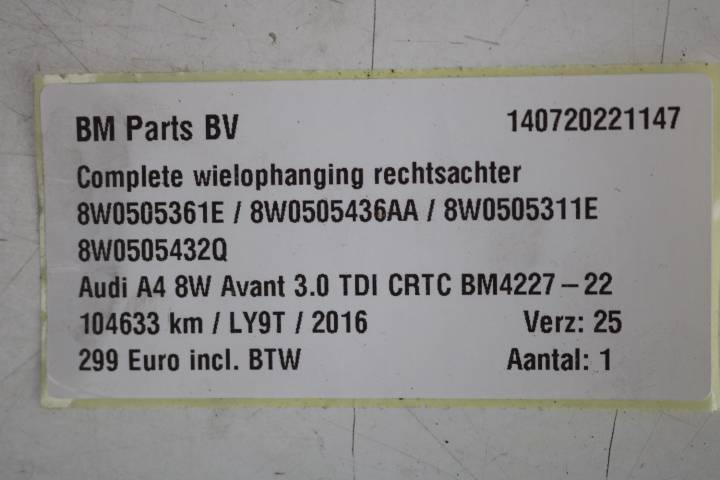 BM Parts BV 140720221147
Complete wielophanging rechtsachter
8W0505361E / 8W0505436AA / 8W0505311E
8W0505432Q
Audi A4 8W Avant 3.0 TDI CRTC BM4227-22
104633 km / LY9T / 2016 Verz: 25
299 Euro incl. BTW Aantal: 1